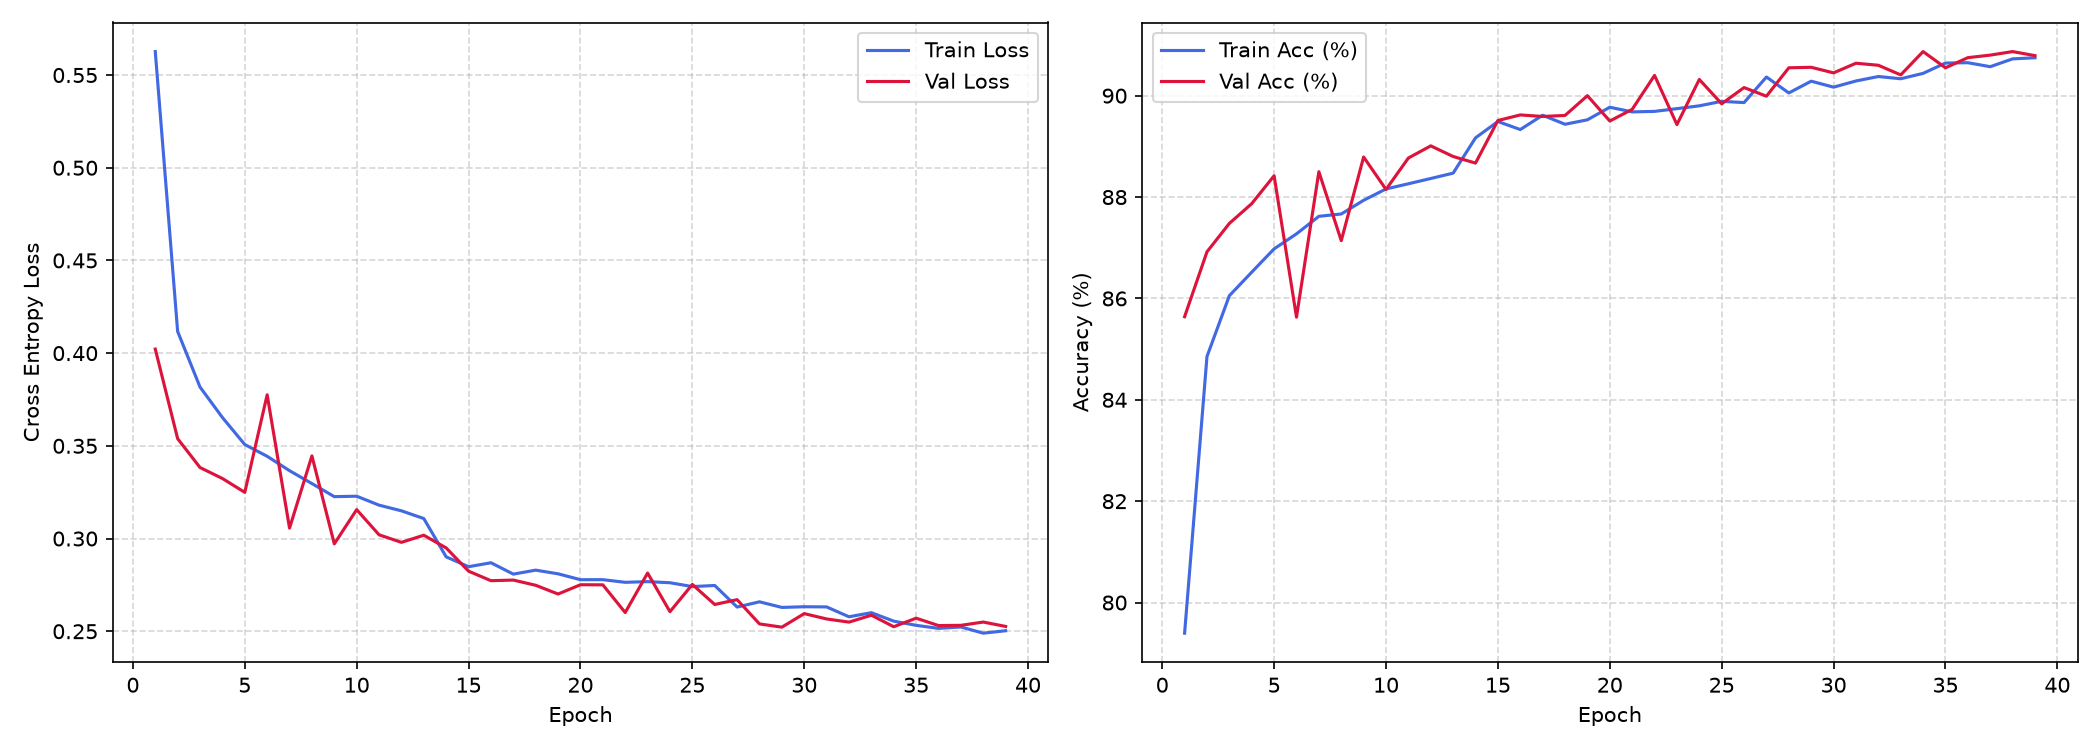 Cross Entropy Loss
0.55
0.50
0.45
0.40
0.35
0.30
0.25
0 5 10 15 20 25 30 35 40
Epoch
Train Loss
Val Loss
Accuracy (%)
90
88
86
84
82
80
0 5 10 15 20 25 30 35 40
Epoch
Train Acc (%)
Val Acc (%)